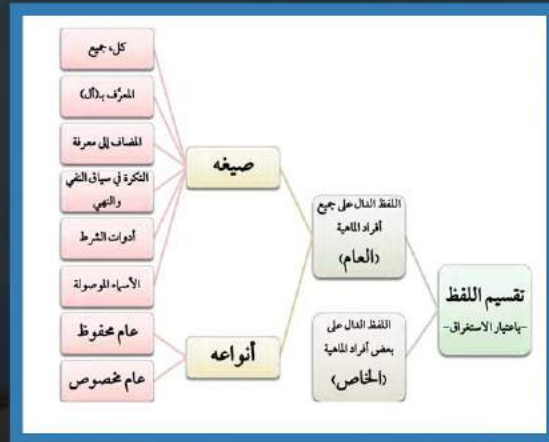 تقسيم اللفظ
-باعتبار الاستغراق-
اللفظ الدال على جميع
أفراد الماهية
(العام)
صيغه
كل، جميع
المعرَّف بـ(أل)
المضاف إلى معرفة
النكرة في سياق النفي
والنهي
أدوات الشرط
الأسماء الموصولة
أنواعه
عام محفوظ
عام مخصوص
اللفظ الدال على
بعض أفراد الماهية
(الخاص)